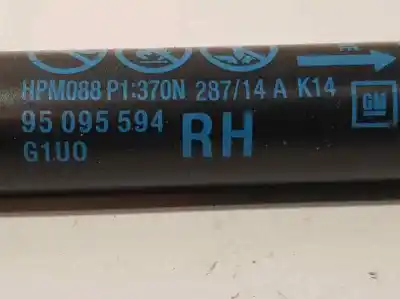 HPM088 P1:370N 287/14 A K14
95 095 594 RH GM
G1U0